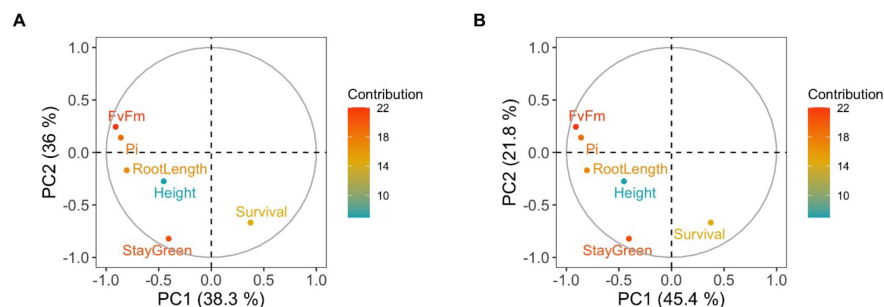 A
1.0
0.5
0.0
-0.5
-1.0
PC2 (36 %)
FvFm
Pi
RootLength
Height
Survival
StayGreen
-1.0 -0.5 0.0 0.5 1.0
PC1 (38.3 %)
Contribution
22
18
14
10
B
1.0
0.5
0.0
-0.5
-1.0
PC2 (21.8 %)
FvFm
Pi
RootLength
Height
Survival
StayGreen
-1.0 -0.5 0.0 0.5 1.0
PC1 (45.4 %)
Contribution
22
18
14
10